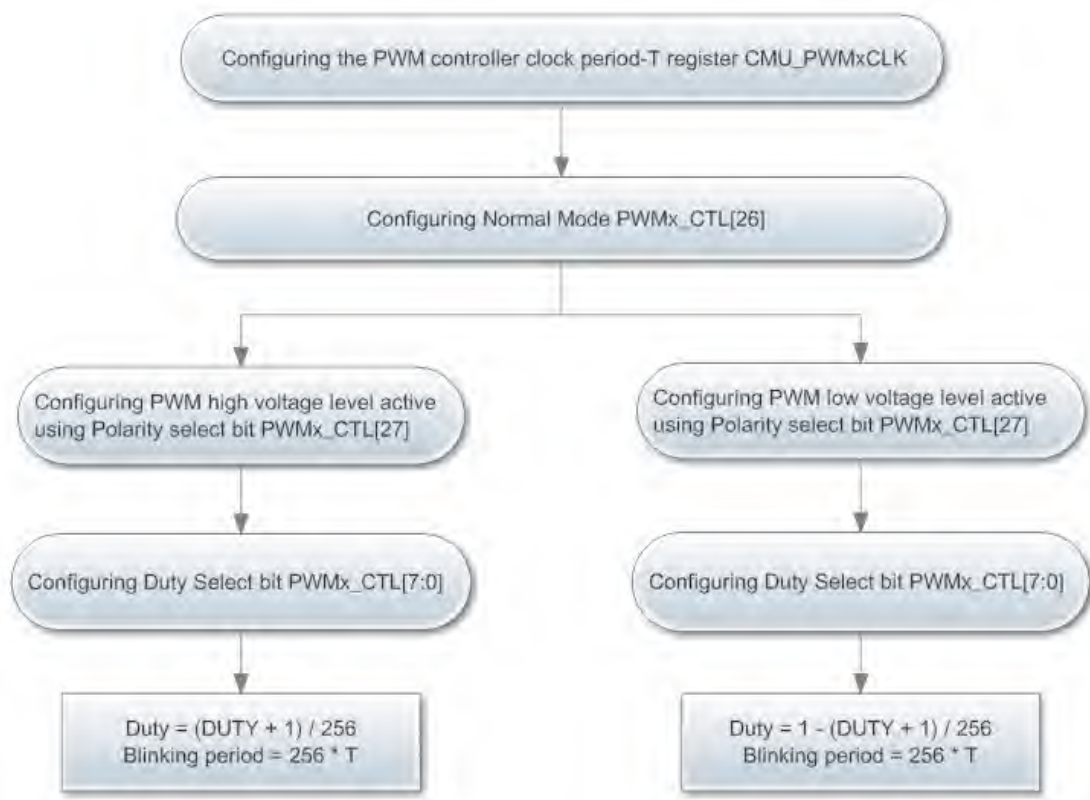 Configuring the PWM controller clock period-T register CMU_PWMxCLK
Configuring Normal Mode PWMx_CTL[26]
Configuring PWM high voltage level active
using Polarity select bit PWMx_CTL[27]
Configuring PWM low voltage level active
using Polarity select bit PWMx_CTL[27]
Configuring Duty Select bit PWMx_CTL[7:0]
Configuring Duty Select bit PWMx_CTL[7:0]
Duty = (DUTY + 1) / 256
Blinking period = 256 * T
Duty = 1 - (DUTY + 1) / 256
Blinking period = 256 * T